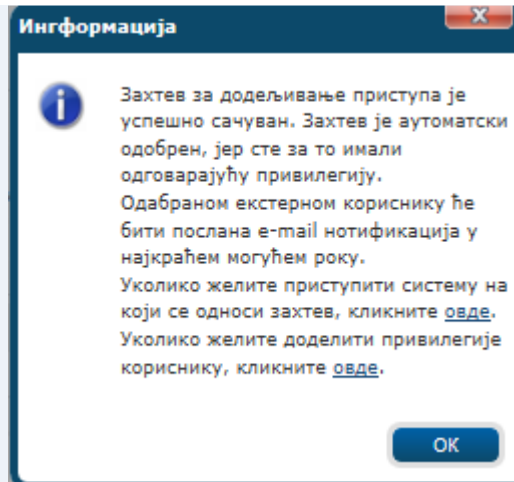 Ингформација
Захтев за додељивање приступа је
успешно сачуван. Захтев је аутоматски
одобрен, јер сте за то имали
одговарајућу привилегију.
Одабраном екстерном кориснику ће
бити послана e-mail нотификација у
најкраћем могућем року.
Уколико желите приступити систему на
који се односи захтев, кликните овде.
Уколико желите доделити привилегије
кориснику, кликните овде.
ОК